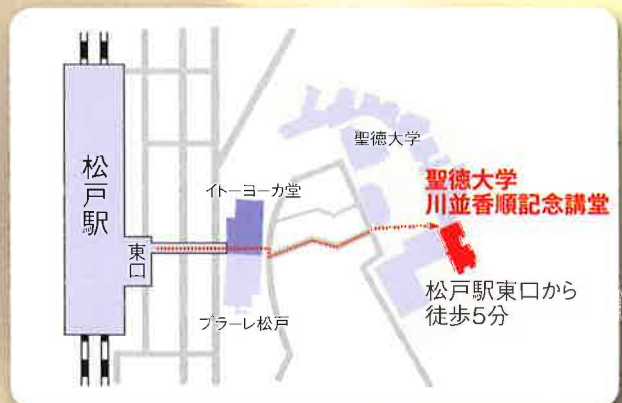 松戸駅
東口
イトーヨーカ堂
プラーレ松戸
聖徳大学
聖徳大学
川並香順記念講堂
松戸駅東口から
徒歩5分